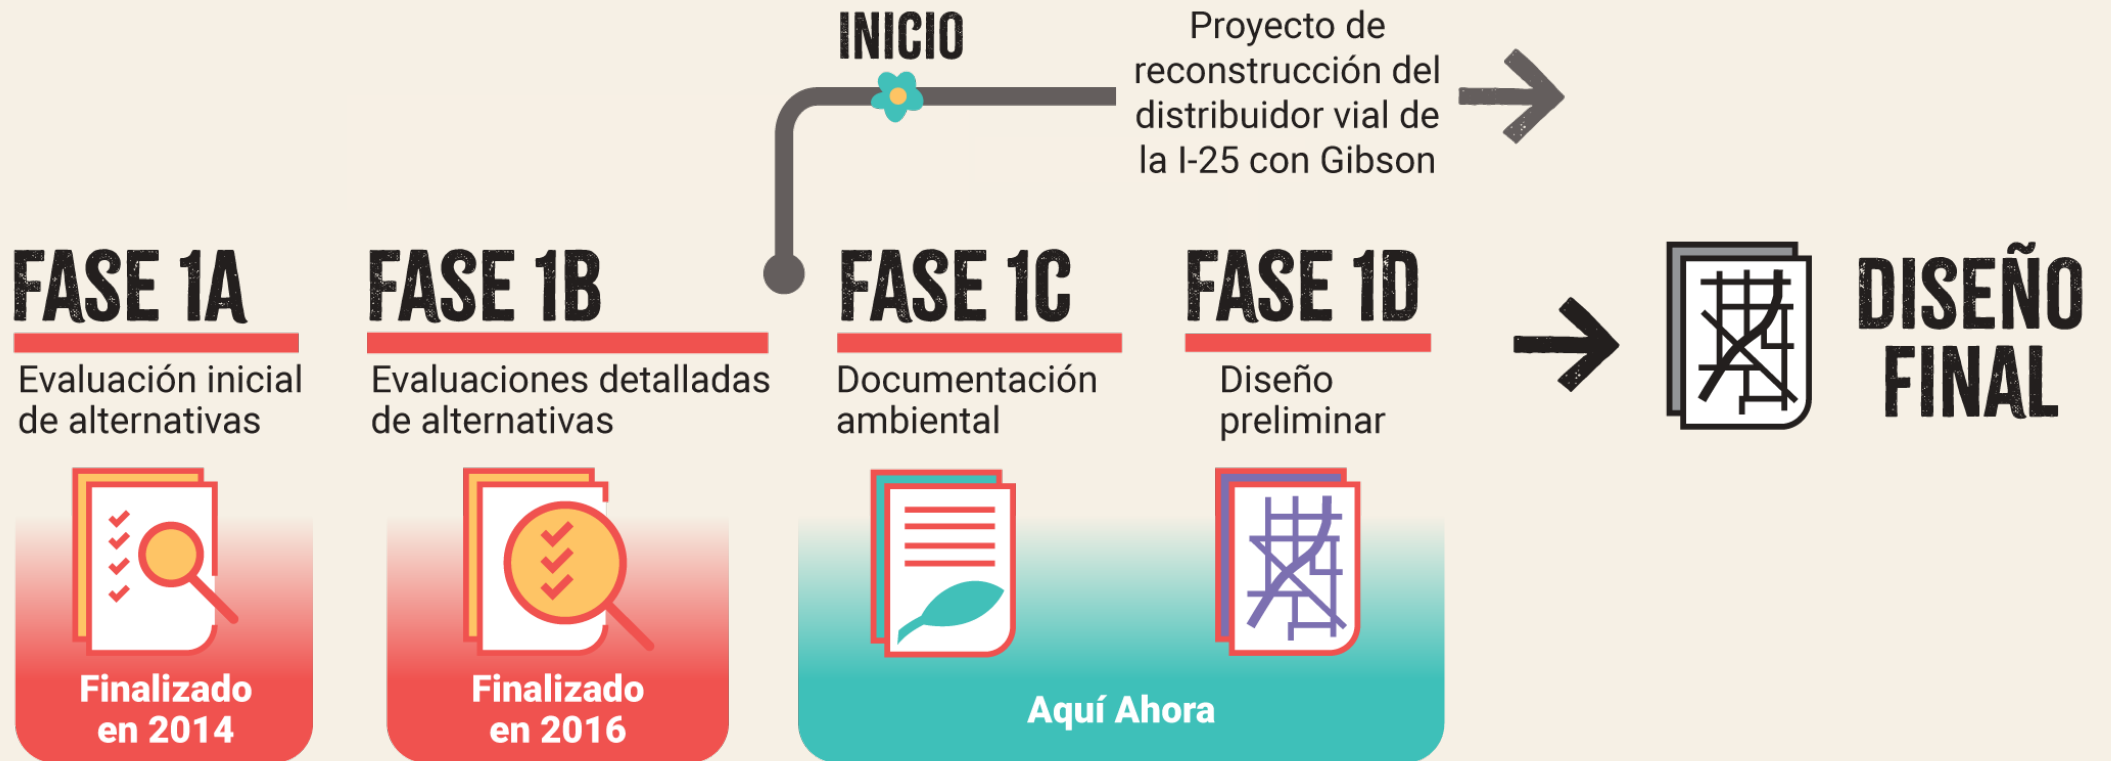 INICIO
Proyecto de
reconstrucción del
distribuidor vial de
la I-25 con Gibson
FASE 1A
Evaluación inicial
de alternativas
Finalizado
en 2014
FASE 1B
Evaluaciones detalladas
de alternativas
Finalizado
en 2016
FASE 1C
Documentación
ambiental
FASE 1D
Diseño
preliminar
Aquí Ahora
DISEÑO
FINAL